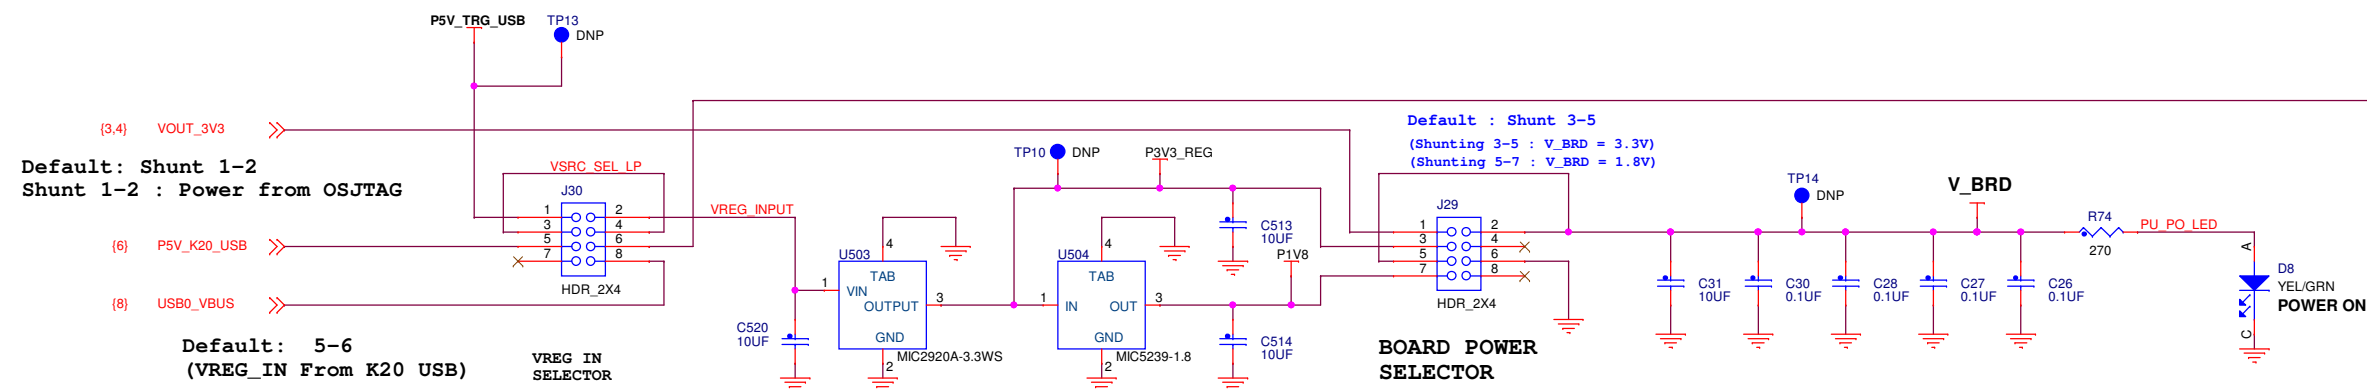 P5V_TRG_USB
TP13
DNP
{3,4} VOUT_3V3
Default: Shunt 1-2
Shunt 1-2 : Power from OSJTAG
VSRC_SEL_LP
J30
1 2
3 4
5 6
7 8
HDR_2X4
{6} P5V_K20_USB
{8} USB0_VBUS
Default: 5-6
(VREG_IN From K20 USB)
VREG IN
SELECTOR
VREG_INPUT
C520
10UF
U503
4
TAB
1
VIN
OUTPUT
3
GND
2
MIC2920A-3.3WS
TP10
DNP
P3V3_REG
U504
4
TAB
1
IN
OUT
3
GND
2
MIC5239-1.8
C513
10UF
P1V8
C514
10UF
Default : Shunt 3-5
(Shunting 3-5 : V_BRD = 3.3V)
(Shunting 5-7 : V_BRD = 1.8V)
J29
1 2
3 4
5 6
7 8
HDR_2X4
BOARD POWER
SELECTOR
TP14
DNP
V_BRD
C31
10UF
C30
0.1UF
C28
0.1UF
C27
0.1UF
C26
0.1UF
R74
270
PU_PO_LED
A
D8
YEL/GRN
POWER ON
C